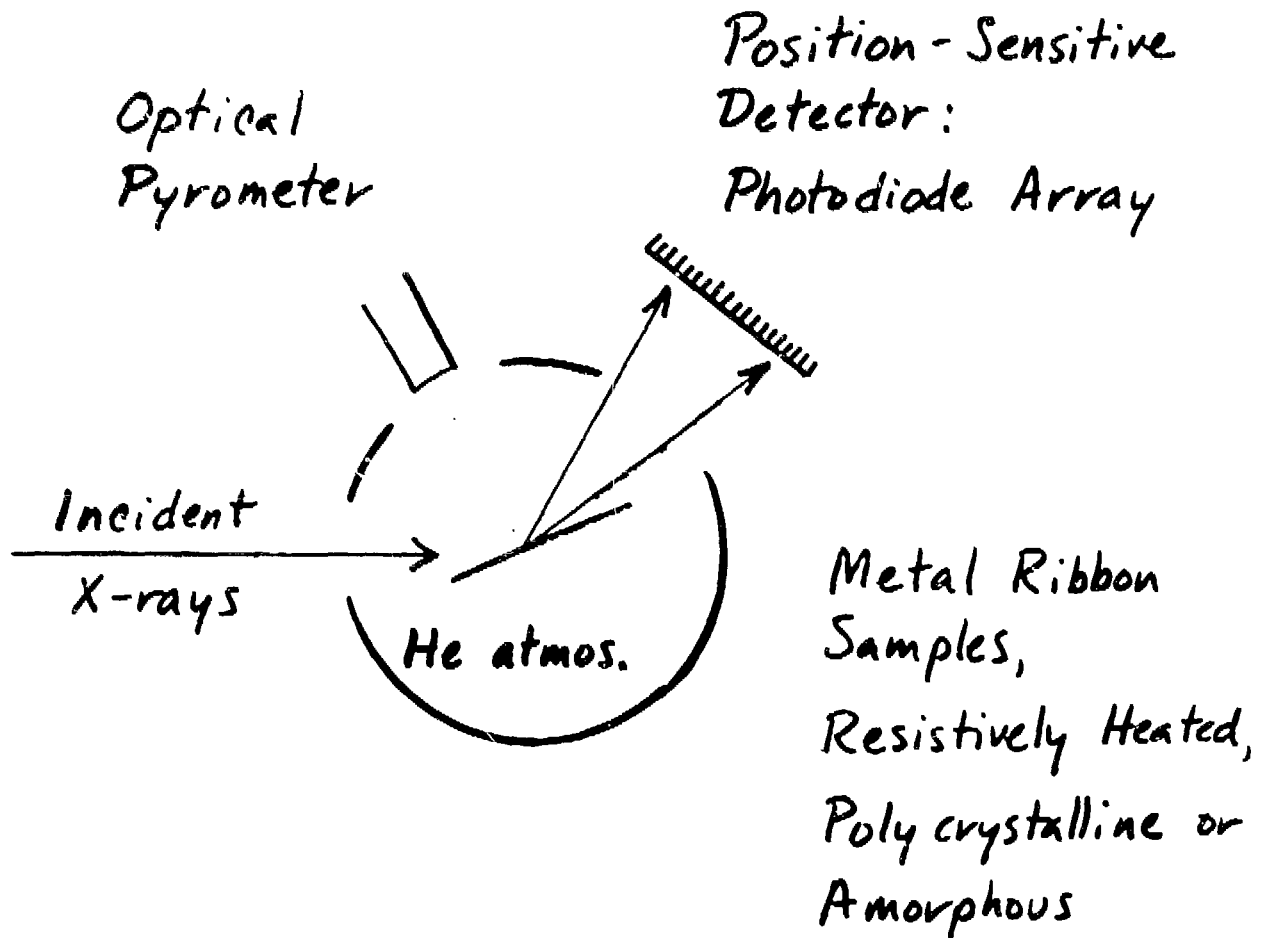 Optical
Pyrometer
Position-Sensitive
Detector:
Photodiode Array
Incident
X-rays
He atmos.
Metal Ribbon
Samples,
Resistively Heated,
Polycrystalline or
Amorphous